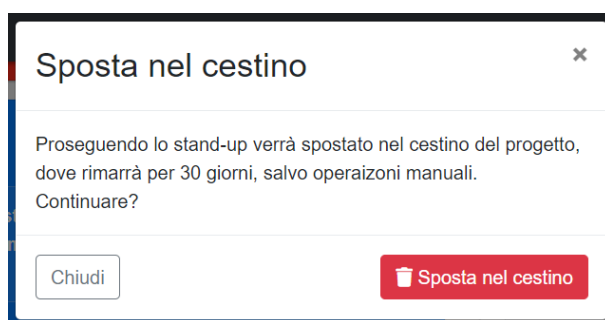 Sposta nel cestino
×
Proseguendo lo stand-up verrà spostato nel cestino del progetto,
dove rimarrà per 30 giorni, salvo operaizoni manuali.
Continuare?
Chiudi
Sposta nel cestino